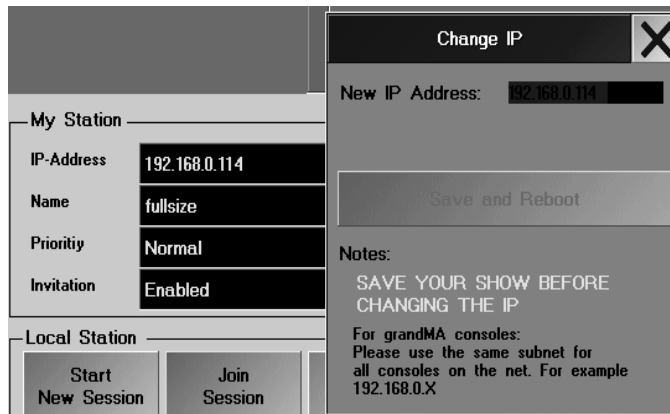 Change IP
New IP Address: 192.168.0.114
My Station
IP-Address 192.168.0.114
Name fullsize
Prioritiy Normal
Invitation Enabled
Save and Reboot
Notes:
SAVE YOUR SHOW BEFORE
CHANGING THE IP
For grandMA consoles:
Please use the same subnet for
all consoles on the net. For example
192.168.0.X
Local Station
Start
New Session
Join
Session